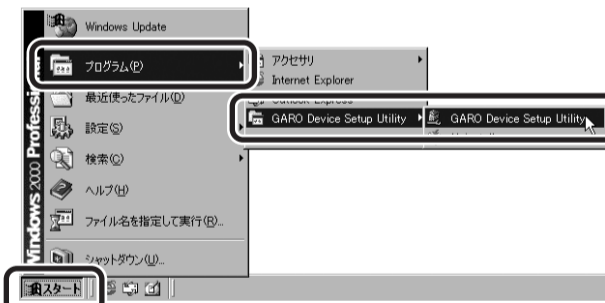 Windows Update
プログラム(P)
最近使ったファイル(D)
設定(S)
検索(C)
ヘルプ(H)
ファイル名を指定して実行(R)...
シャットダウン(U)...
スタート
Windows 2000 Professional
アクセサリ
Internet Explorer
Outlook Express
GARO Device Setup Utility
GARO Device Setup Utility